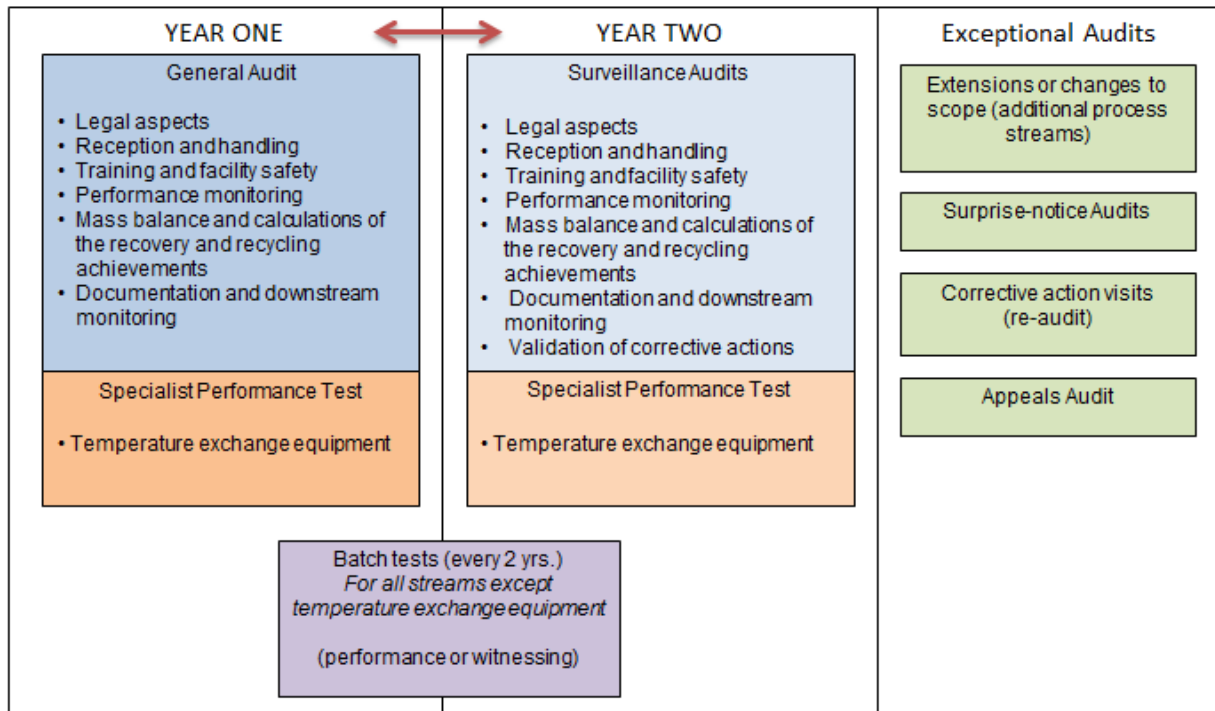 YEAR ONE
General Audit
• Legal aspects
• Reception and handling
• Training and facility safety
• Performance monitoring
• Mass balance and calculations of
the recovery and recycling
achievements
• Documentation and downstream
monitoring
Specialist Performance Test
• Temperature exchange equipment
YEAR TWO
Surveillance Audits
• Legal aspects
• Reception and handling
• Training and facility safety
• Performance monitoring
• Mass balance and calculations of
the recovery and recycling
achievements
• Documentation and downstream
monitoring
• Validation of corrective actions
Specialist Performance Test
• Temperature exchange equipment
Batch tests (every 2 yrs.)
For all streams except
temperature exchange equipment
(performance or witnessing)
Exceptional Audits
Extensions or changes to
scope (additional process
streams)
Surprise-notice Audits
Corrective action visits
(re-audit)
Appeals Audit